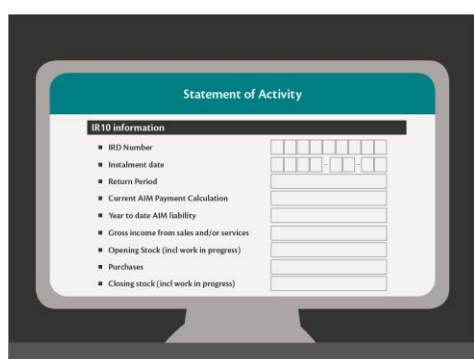 Statement of Activity
IR10 information
IRD Number
Instalment date
Return Period
Current AIM Payment Calculation
Year to date AIM liability
Gross income from sales and/or services
Opening Stock (incl work in progress)
Purchases
Closing stock (incl work in progress)